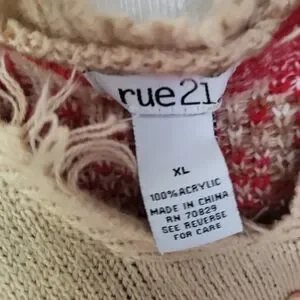 rue21
XL
100% ACRYLIC
MADE IN CHINA
RN 70829
SEE REVERSE
FOR CARE